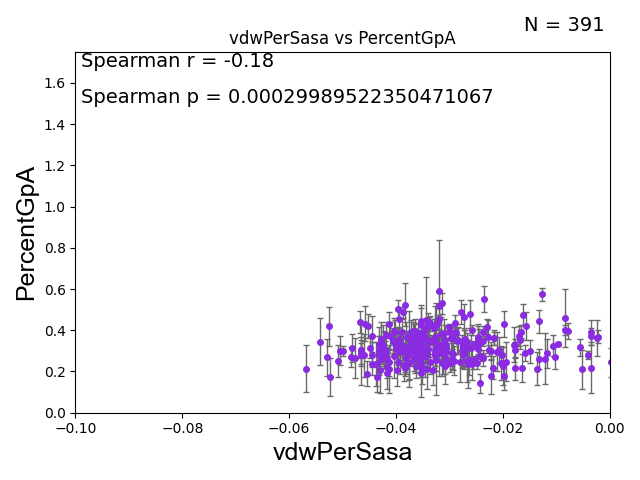 N = 391
vdwPerSasa vs PercentGpA
Spearman r = -0.18
Spearman p = 0.00029989522350471067
PercentGpA
1.6
1.4
1.2
1.0
0.8
0.6
0.4
0.2
0.0
−0.10
−0.08
−0.06
−0.04
−0.02
0.00
vdwPerSasa